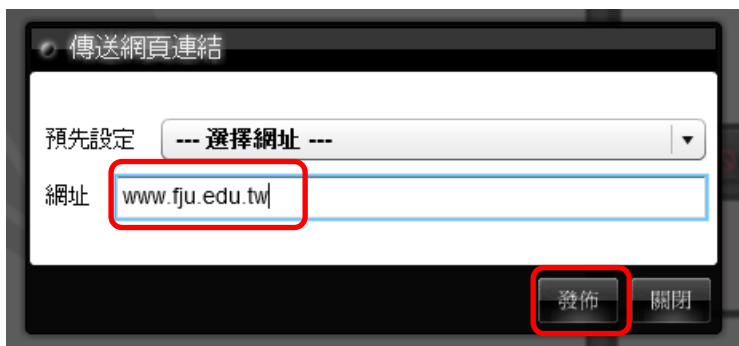 傳送網頁連結
預先設定 --- 選擇網址 ---
網址 www.fju.edu.tw
發佈 關閉